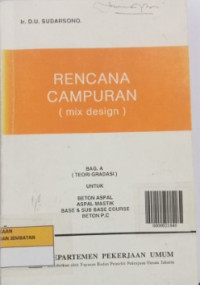 Ir. D.U. SUDARSONO.
RENCANA
CAMPURAN
( mix design )
BAG. A
( TEORI GRADASI )
UNTUK
BETON ASPAL
ASPAL MASTIK
BASE & SUB BASE COURSE
BETON P.C
DEPARTEMEN PEKERJAAN UMUM